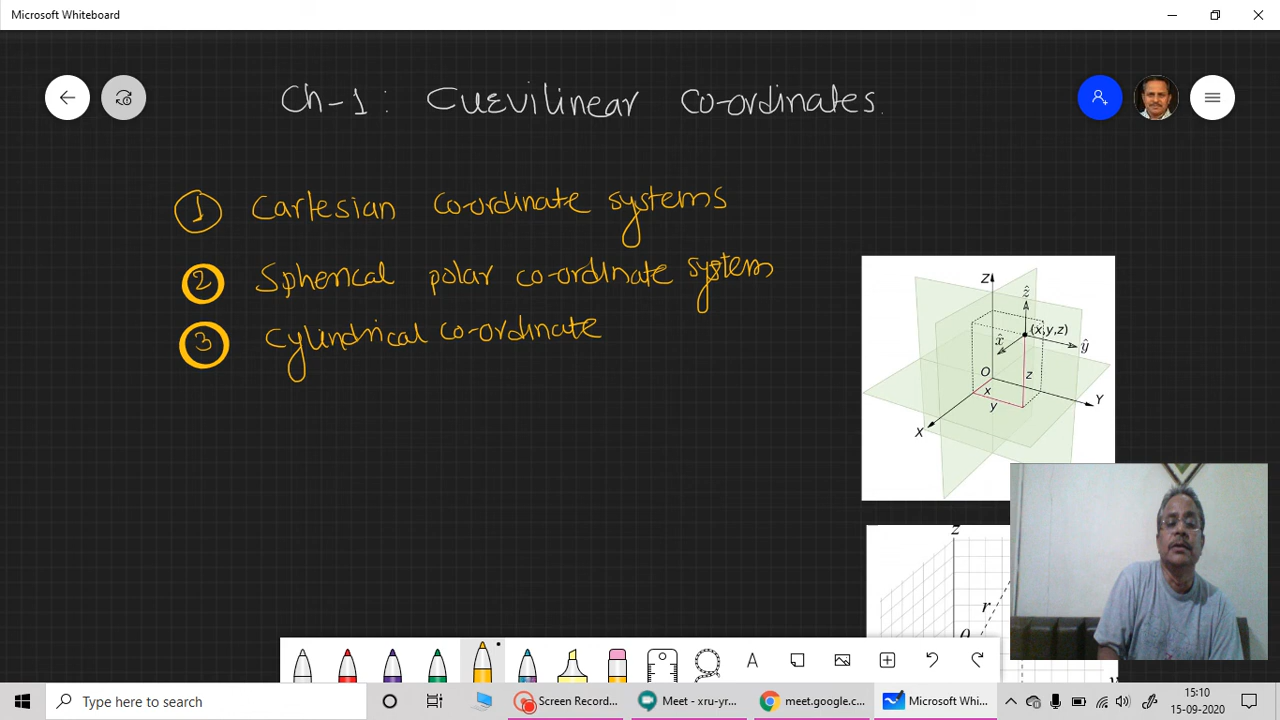 Microsoft Whiteboard
Ch-1: Curvilinear Co-ordinates.
1 Cartesian Co-ordinate systems
2 Spherical polar co-ordinate system
3 Cylindrical co-ordinate
Z
ẑ
(x,y,z)
x̂
ŷ
O
z
x
y
Y
X
z
r
θ
A
Type here to search
Screen Record...
Meet - xru-yr...
meet.google.c...
Microsoft Whi...
15:10
15-09-2020